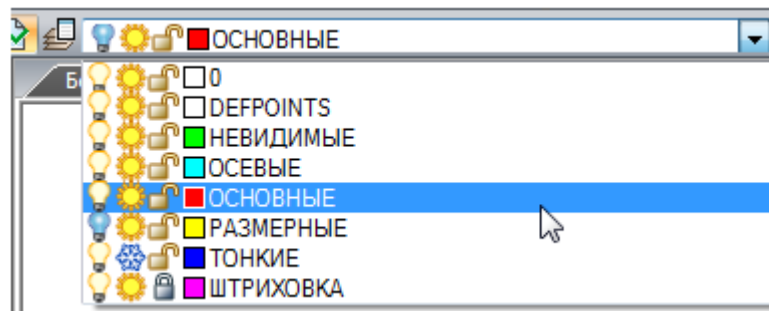 ОСНОВНЫЕ
0
DEFPOINTS
НЕВИДИМЫЕ
ОСЕВЫЕ
ОСНОВНЫЕ
РАЗМЕРНЫЕ
ТОНКИЕ
ШТРИХОВКА